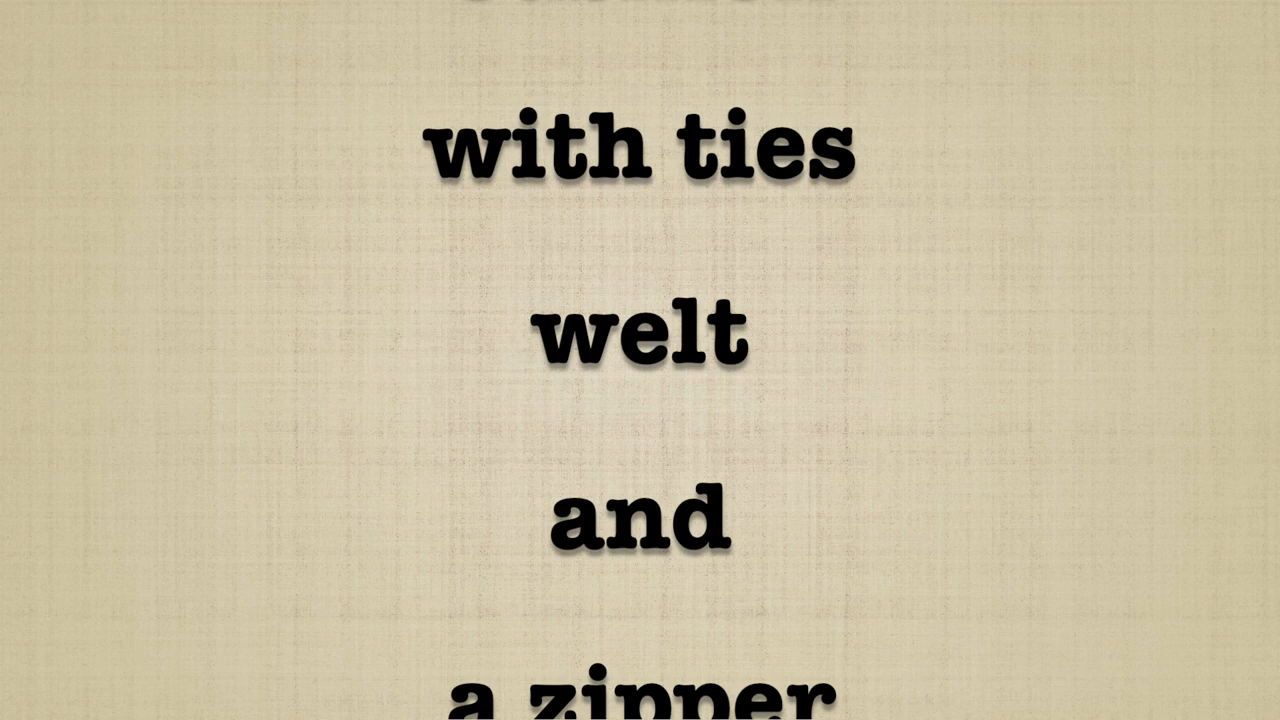 with ties
welt
and
a zipper